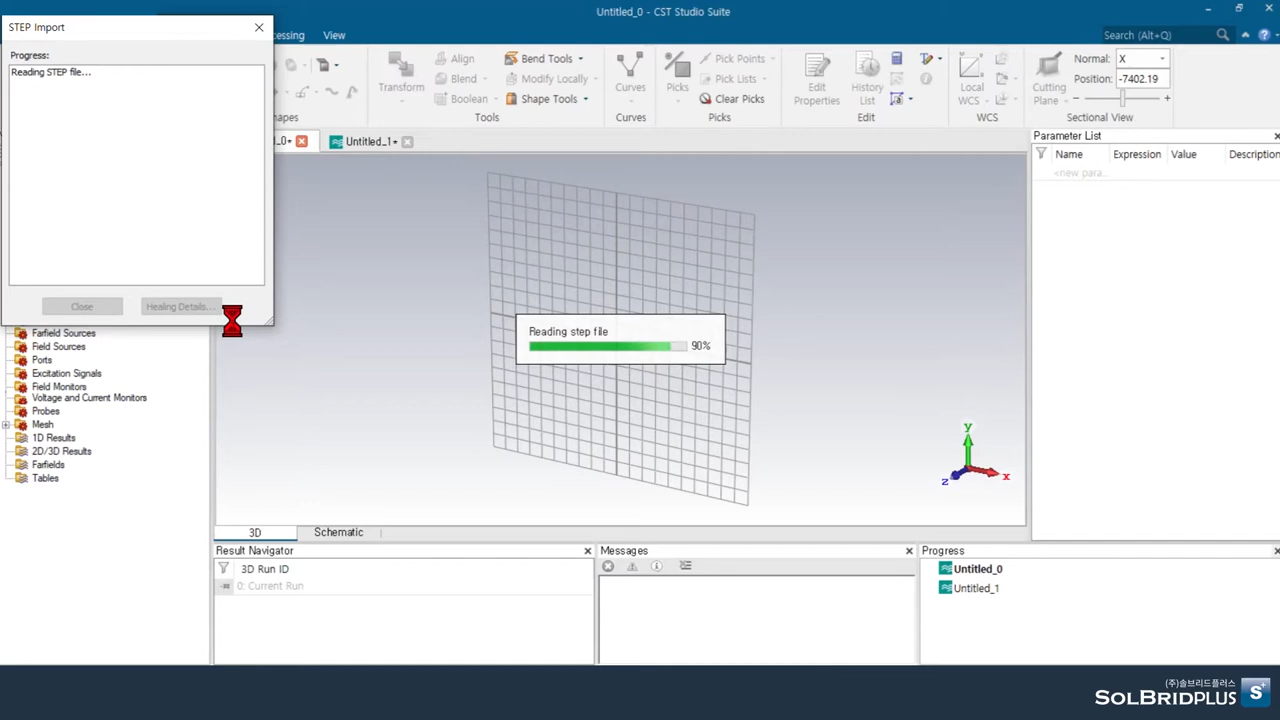 Untitled_0 - CST Studio Suite
STEP Import
Progress:
Reading STEP file...
Close
Healing Details...
View
Search (Alt+Q)
Transform
Align
Blend
Boolean
Bend Tools
Modify Locally
Shape Tools
Tools
Curves
Curves
Picks
Pick Points
Pick Lists
Clear Picks
Picks
Edit
Properties
History
List
Edit
Local
WCS
WCS
Cutting
Plane
Normal:
X
Position:
-7402.19
Sectional View
Untitled_1*
Parameter List
Name
Expression
Value
Description
<new para...
Reading step file
90%
y
x
z
Farfield Sources
Field Sources
Ports
Excitation Signals
Field Monitors
Voltage and Current Monitors
Probes
Mesh
1D Results
2D/3D Results
Farfields
Tables
3D
Schematic
Result Navigator
3D Run ID
0: Current Run
Messages
Progress
Untitled_0
Untitled_1
(주)솔브리드플러스
SOLBRIDPLUS
S+